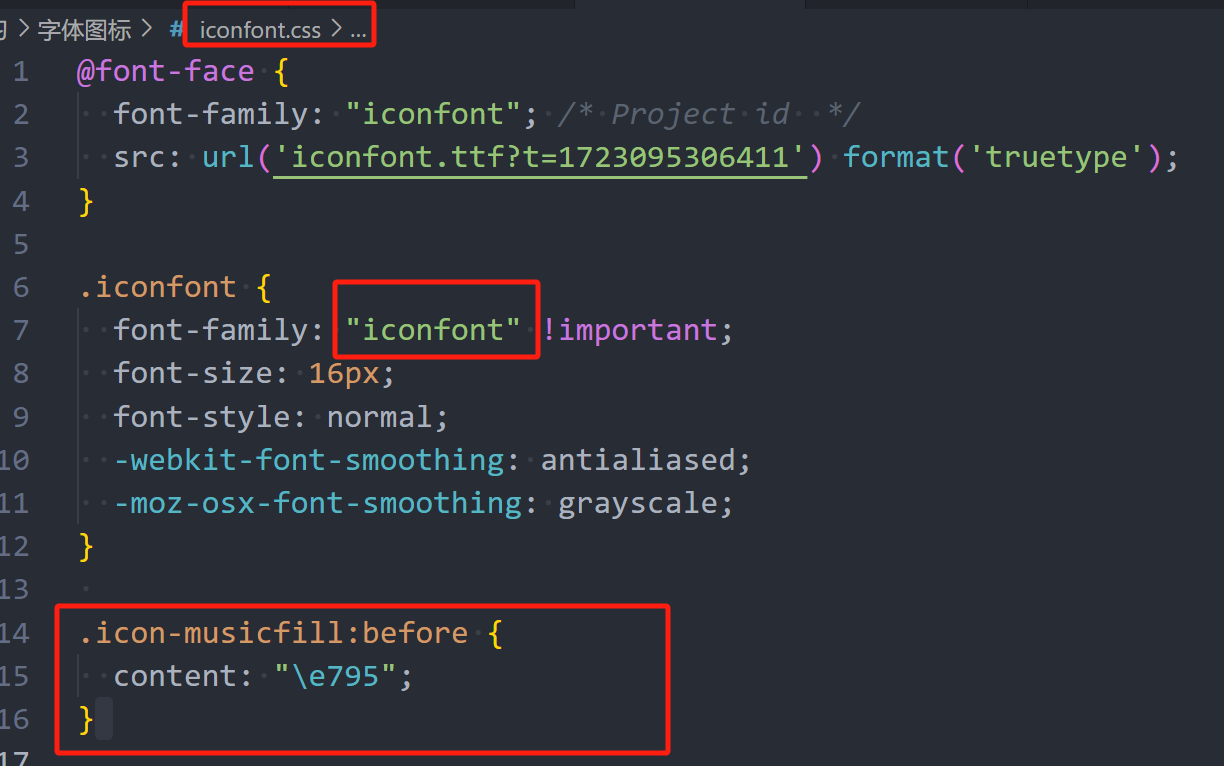 > 字体图标 > # iconfont.css > ...
1 @font-face {
2   font-family: "iconfont"; /* Project id  */
3   src: url('iconfont.ttf?t=1723095306411') format('truetype');
4 }
5
6 .iconfont {
7   font-family: "iconfont" !important;
8   font-size: 16px;
9   font-style: normal;
10   -webkit-font-smoothing: antialiased;
11   -moz-osx-font-smoothing: grayscale;
12 }
13
14 .icon-musicfill:before {
15   content: "\e795";
16 }
17